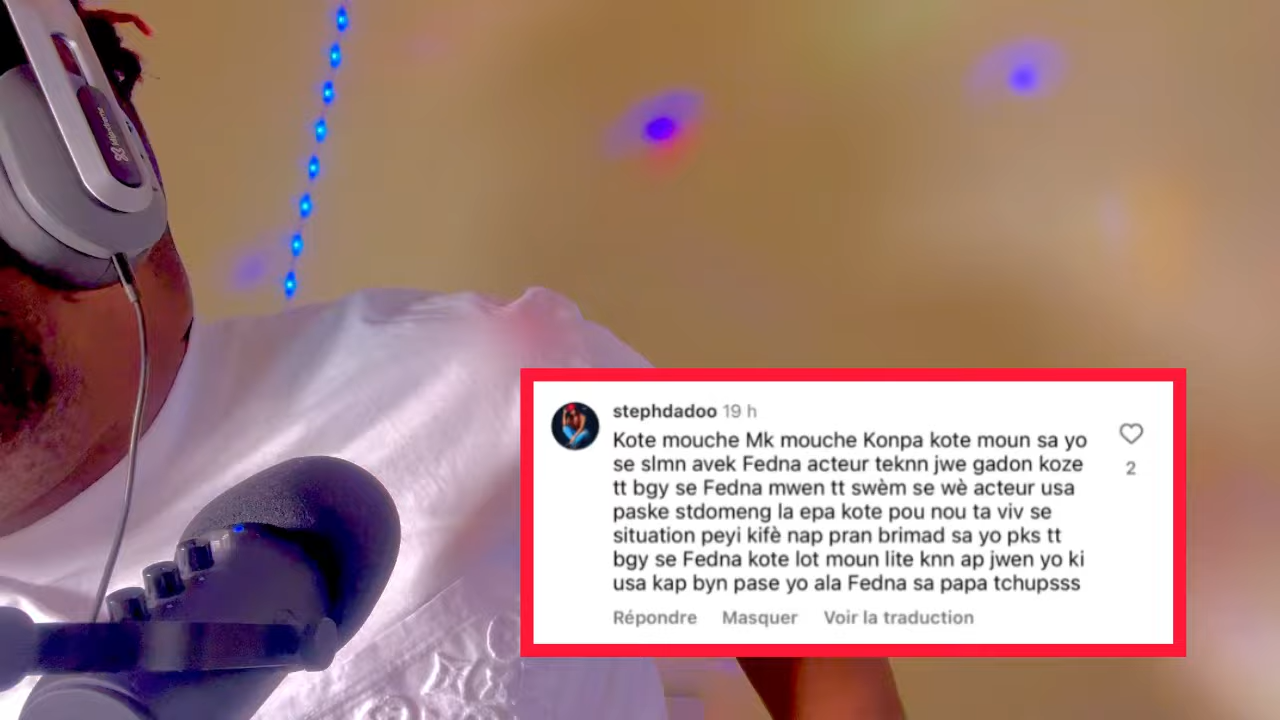 stephdadoo 19 h
Kote mouche Mk mouche Konpa kote moun sa yo
se slmn avek Fedna acteur teknn jwe gadon koze
tt bgy se Fedna mwen tt swèm se wè acteur usa
paske stdomeng la epa kote pou nou ta viv se
situation peyi kifè nap pran brimad sa yo pks tt
bgy se Fedna kote lot moun lite knn ap jwen yo ki
usa kap byn pase yo ala Fedna sa papa tchupsss
2
Répondre Masquer Voir la traduction